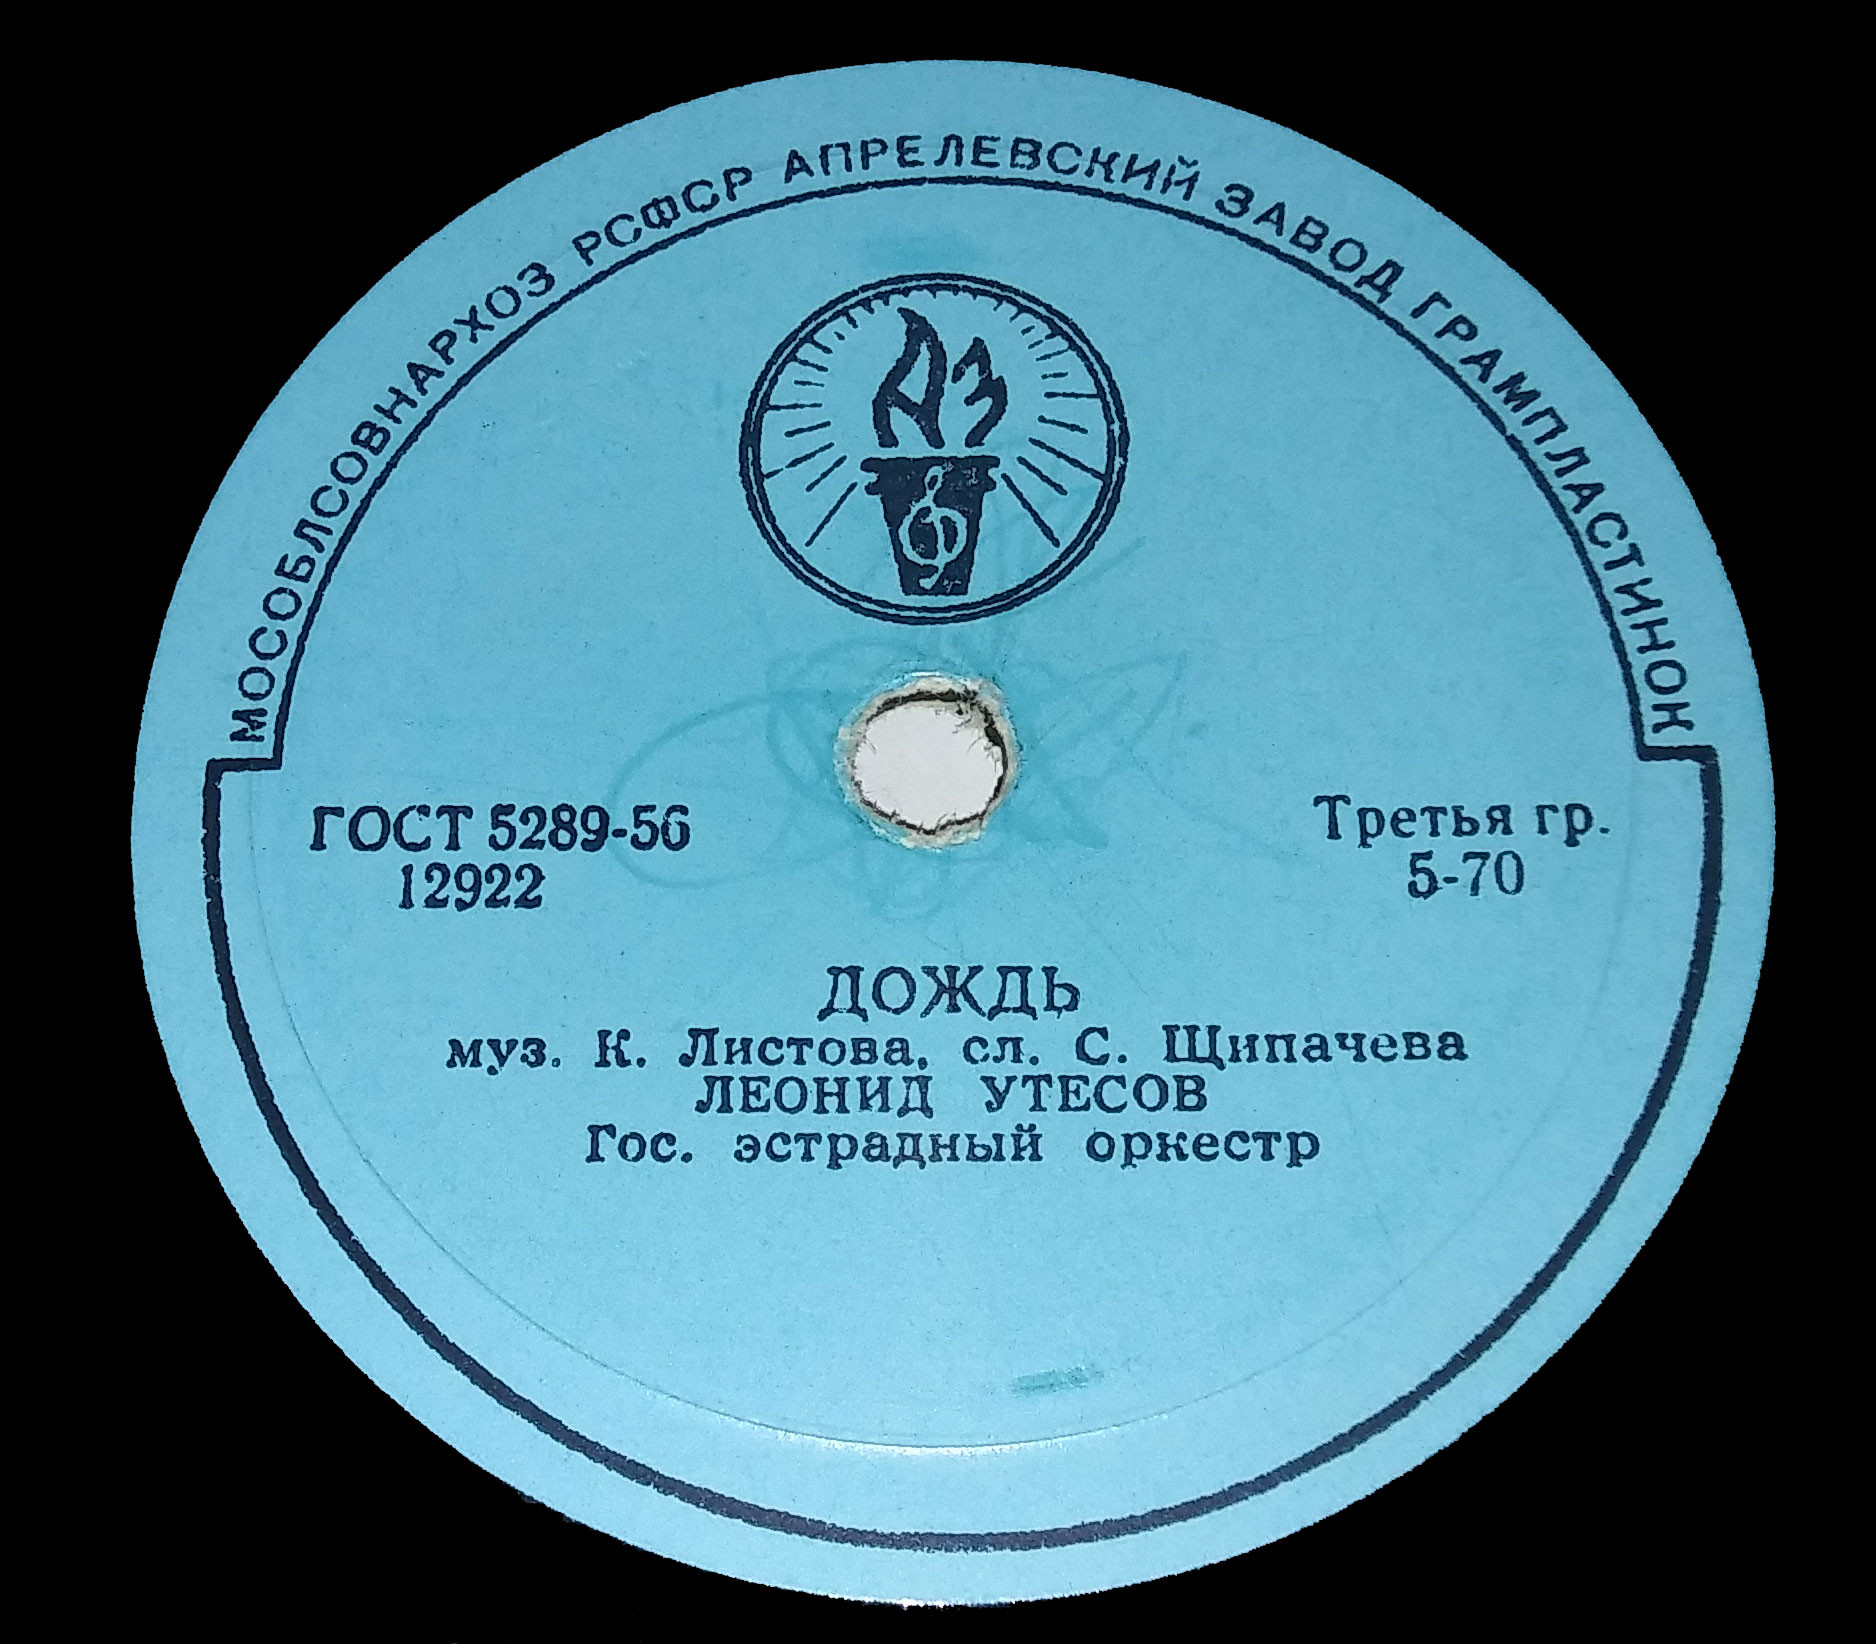 МОСОБЛСОВНАРХОЗ РСФСР АПРЕЛЕВСКИЙ ЗАВОД ГРАМПЛАСТИНОК
АЗ
ГОСТ 5289-56
12922
Третья гр.
5-70
ДОЖДЬ
муз. К. Листова, сл. С. Щипачева
ЛЕОНИД УТЕСОВ
Гос. эстрадный оркестр